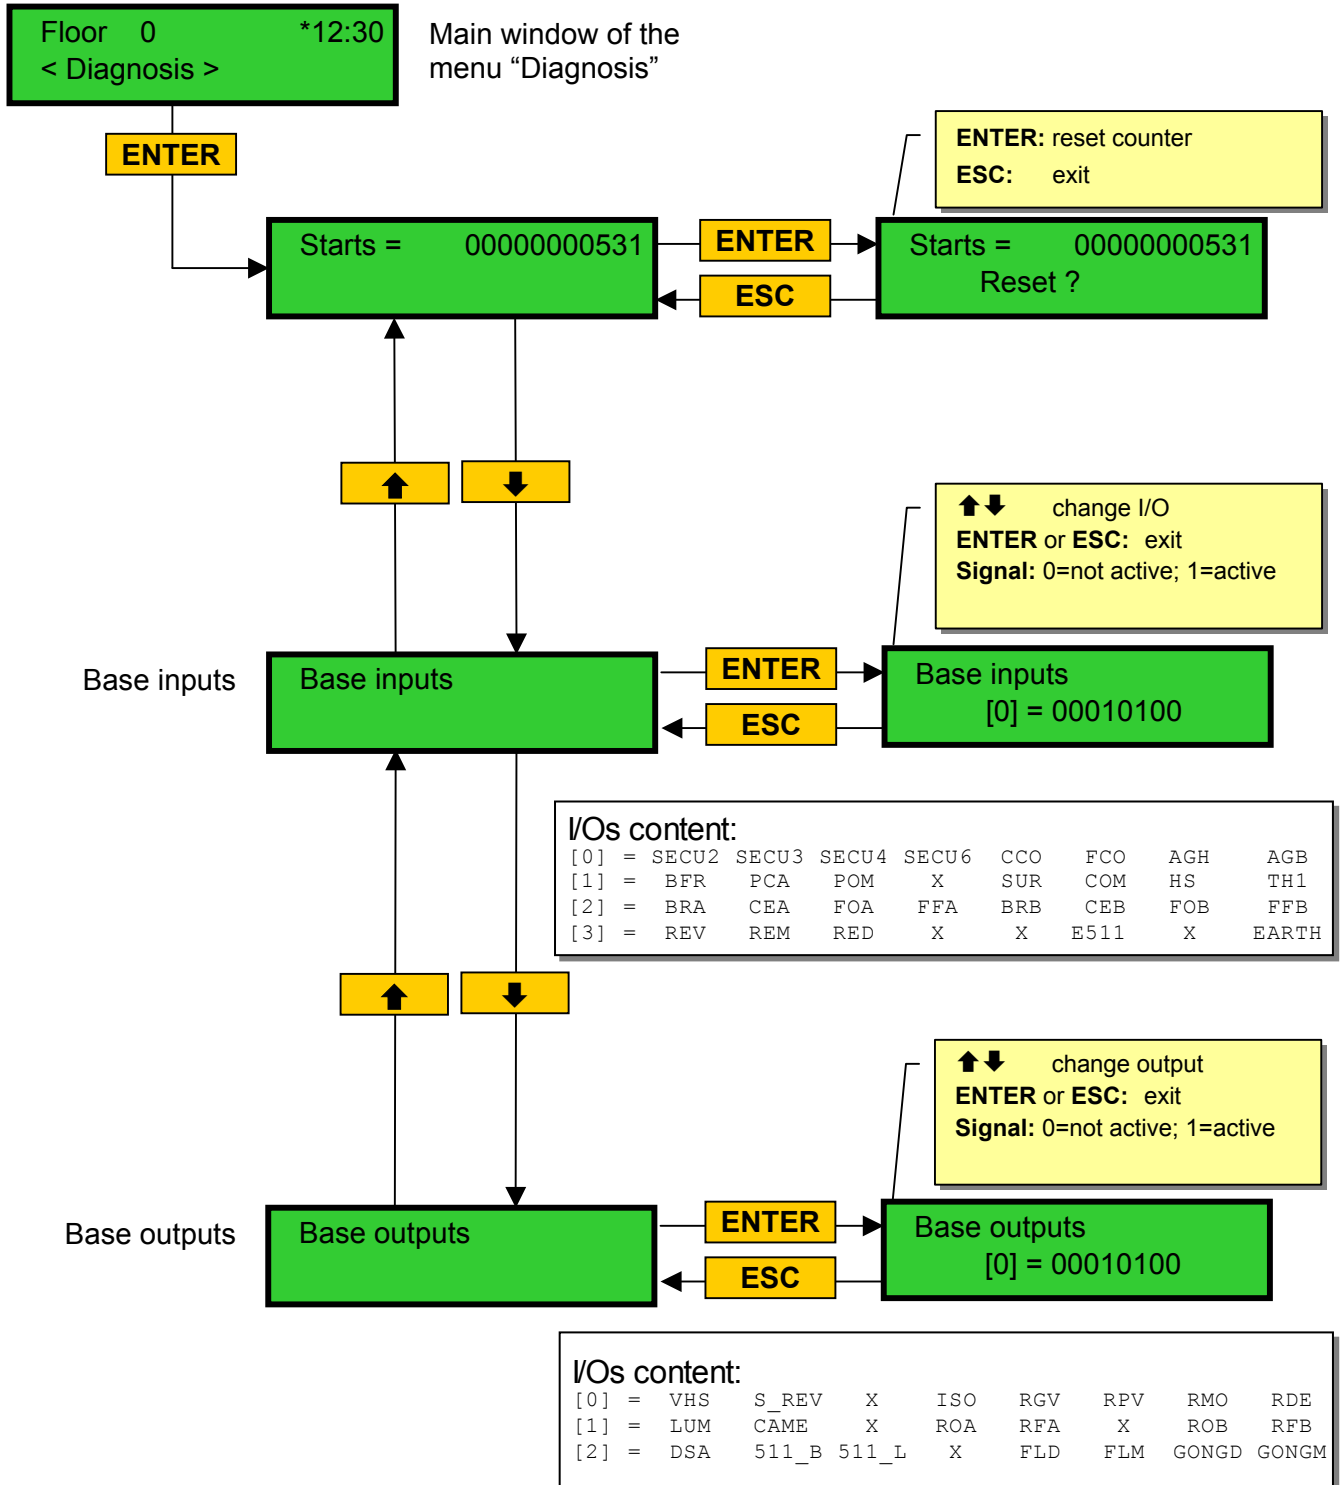 Floor 0 *12:30
< Diagnosis >
Main window of the
menu “Diagnosis”
ENTER
ENTER: reset counter
ESC: exit
Starts = 00000000531
ENTER
ESC
Starts = 00000000531
Reset ?
🡅 🡇
🡅🡇 change I/O
ENTER or ESC: exit
Signal: 0=not active; 1=active
Base inputs
Base inputs
ENTER
ESC
Base inputs
[0] = 00010100
I/Os content:
[0] = SECU2 SECU3 SECU4 SECU6 CCO FCO AGH AGB
[1] = BFR PCA POM X SUR COM HS TH1
[2] = BRA CEA FOA FFA BRB CEB FOB FFB
[3] = REV REM RED X X E511 X EARTH
🡅 🡇
🡅🡇 change output
ENTER or ESC: exit
Signal: 0=not active; 1=active
Base outputs
Base outputs
ENTER
ESC
Base outputs
[0] = 00010100
I/Os content:
[0] = VHS S_REV X ISO RGV RPV RMO RDE
[1] = LUM CAME X ROA RFA X ROB RFB
[2] = DSA 511_B 511_L X FLD FLM GONGD GONGM